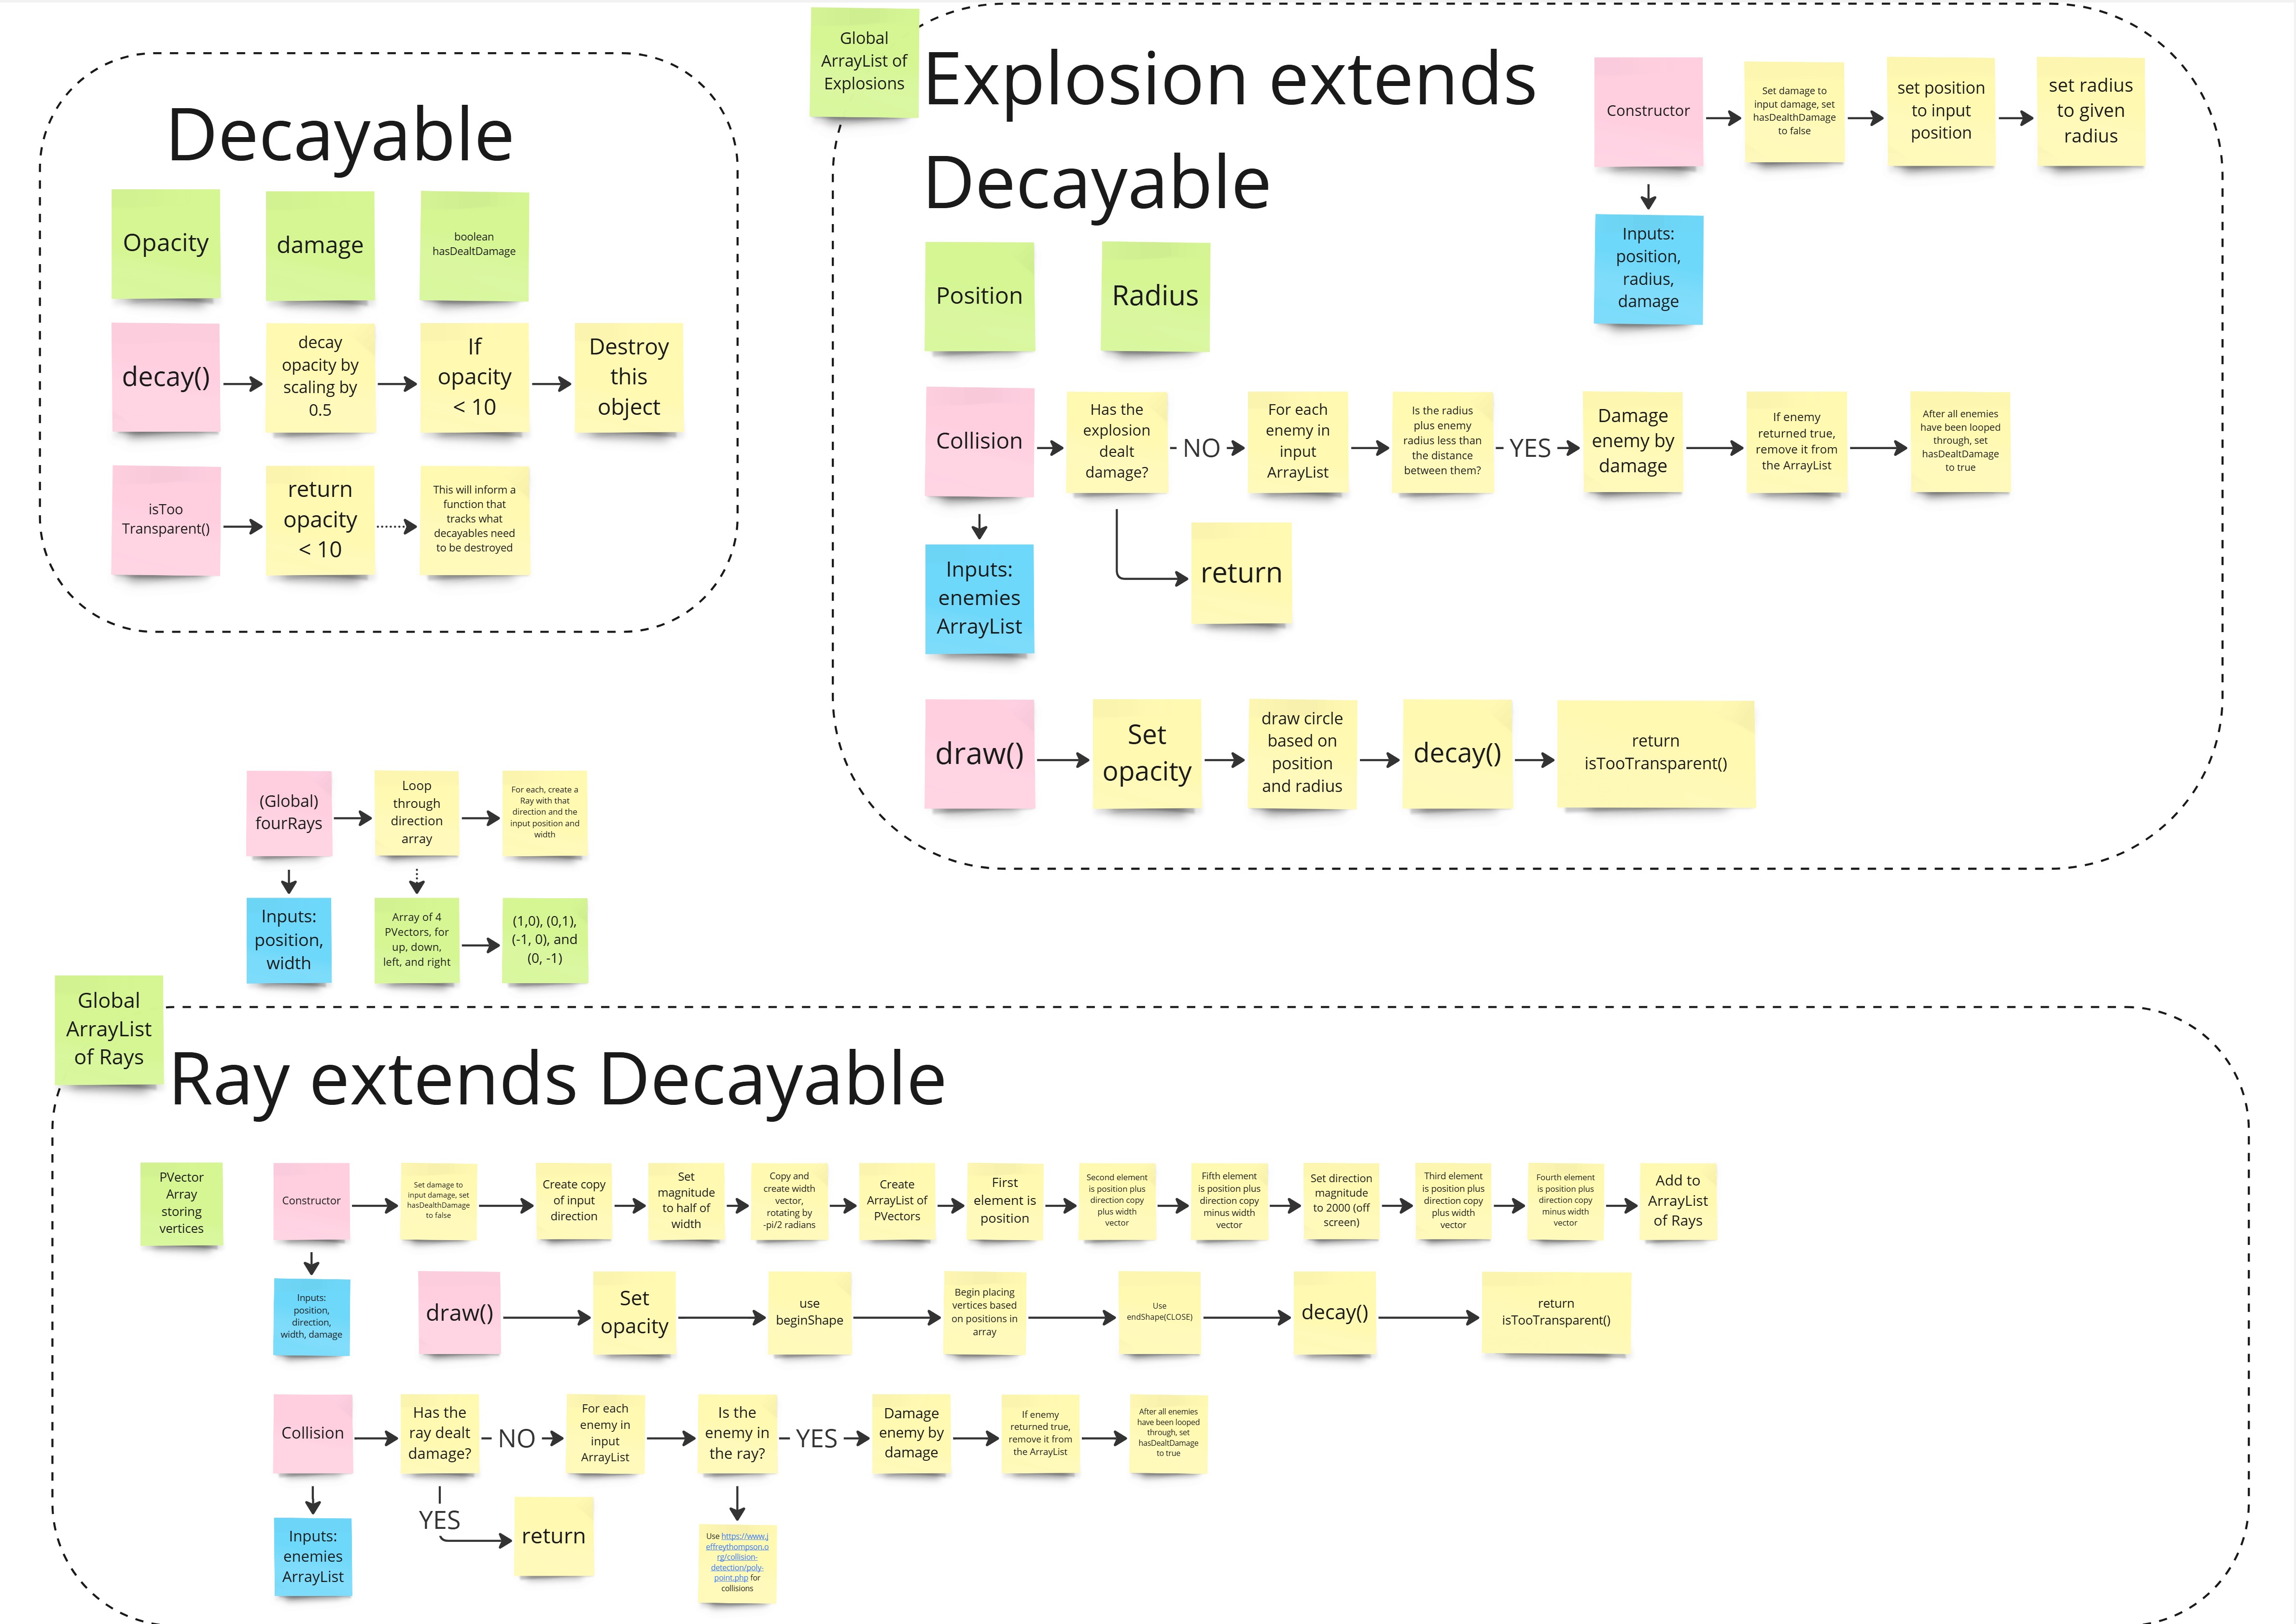 Decayable
Opacity
damage
boolean
hasDealtDamage
decay()
decay
opacity by
scaling by
0.5
If
opacity
< 10
Destroy
this
object
isToo
Transparent()
return
opacity
< 10
This will inform a
function that
tracks what
decayables need
to be destroyed
Global
ArrayList of
Explosions
Explosion extends
Decayable
Constructor
Set damage to
input damage, set
hasDealthDamage
to false
set position
to input
position
set radius
to given
radius
Inputs:
position,
radius,
damage
Position
Radius
Collision
Has the
explosion
dealt
damage?
NO
For each
enemy in
input
ArrayList
Is the radius
plus enemy
radius less than
the distance
between them?
YES
Damage
enemy by
damage
If enemy
returned true,
remove it from
the ArrayList
After all enemies
have been looped
through, set
hasDealtDamage
to true
return
Inputs:
enemies
ArrayList
draw()
Set
opacity
draw circle
based on
position
and radius
decay()
return
isTooTransparent()
(Global)
fourRays
Loop
through
direction
array
For each, create a
Ray with that
direction and the
input position and
width
Inputs:
position,
width
Array of 4
PVectors, for
up, down,
left, and right
(1,0), (0,1),
(-1, 0), and
(0, -1)
Global
ArrayList
of Rays
Ray extends Decayable
PVector
Array
storing
vertices
Constructor
Set damage to
input damage, set
hasDealthDamage
to false
Create copy
of input
direction
Set
magnitude
to half of
width
Copy and
create width
vector,
rotating by
-pi/2 radians
Create
ArrayList of
PVectors
First
element is
position
Second element
is position plus
direction copy
plus width
vector
Fifth element
is position plus
direction copy
minus width
vector
Set direction
magnitude
to 2000 (off
screen)
Third element
is position plus
direction copy
plus width
vector
Fourth element
is position plus
direction copy
minus width
vector
Add to
ArrayList
of Rays
Inputs:
position,
direction,
width, damage
draw()
Set
opacity
use
beginShape
Begin placing
vertices based
on positions in
array
Use
endShape(CLOSE)
decay()
return
isTooTransparent()
Collision
Has the
ray dealt
damage?
NO
For each
enemy in
input
ArrayList
Is the
enemy in
the ray?
YES
Damage
enemy by
damage
If enemy
returned true,
remove it from
the ArrayList
After all enemies
have been looped
through, set
hasDealtDamage
to true
Inputs:
enemies
ArrayList
YES
return
Use https://www.j
effreythompson.o
rg/collision-
detection/poly-
point.php for
collisions